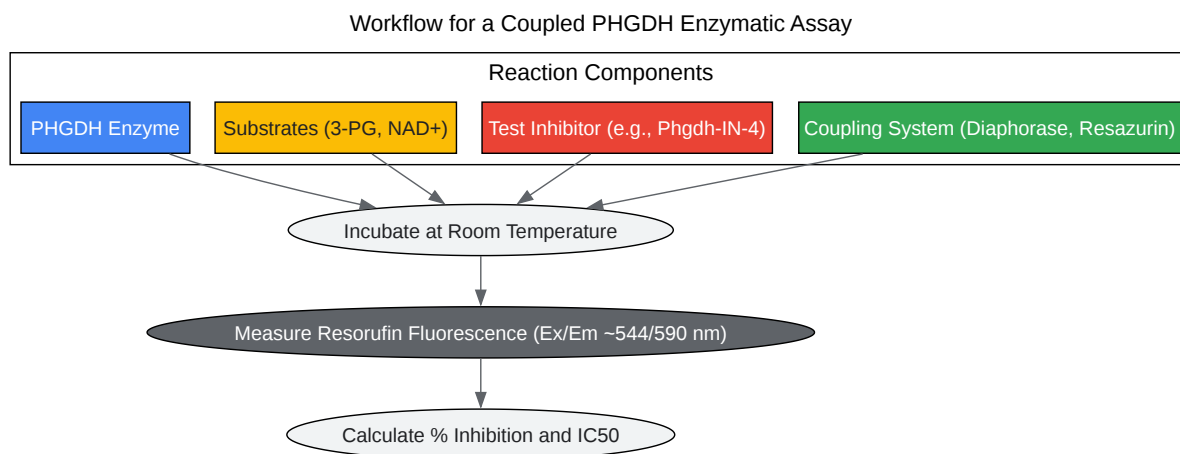 Workflow for a Coupled PHGDH Enzymatic Assay
Reaction Components
PHGDH Enzyme
Substrates (3-PG, NAD+)
Test Inhibitor (e.g., Phgdh-IN-4)
Coupling System (Diaphorase, Resazurin)
Incubate at Room Temperature
Measure Resorufin Fluorescence (Ex/Em ~544/590 nm)
Calculate % Inhibition and IC50